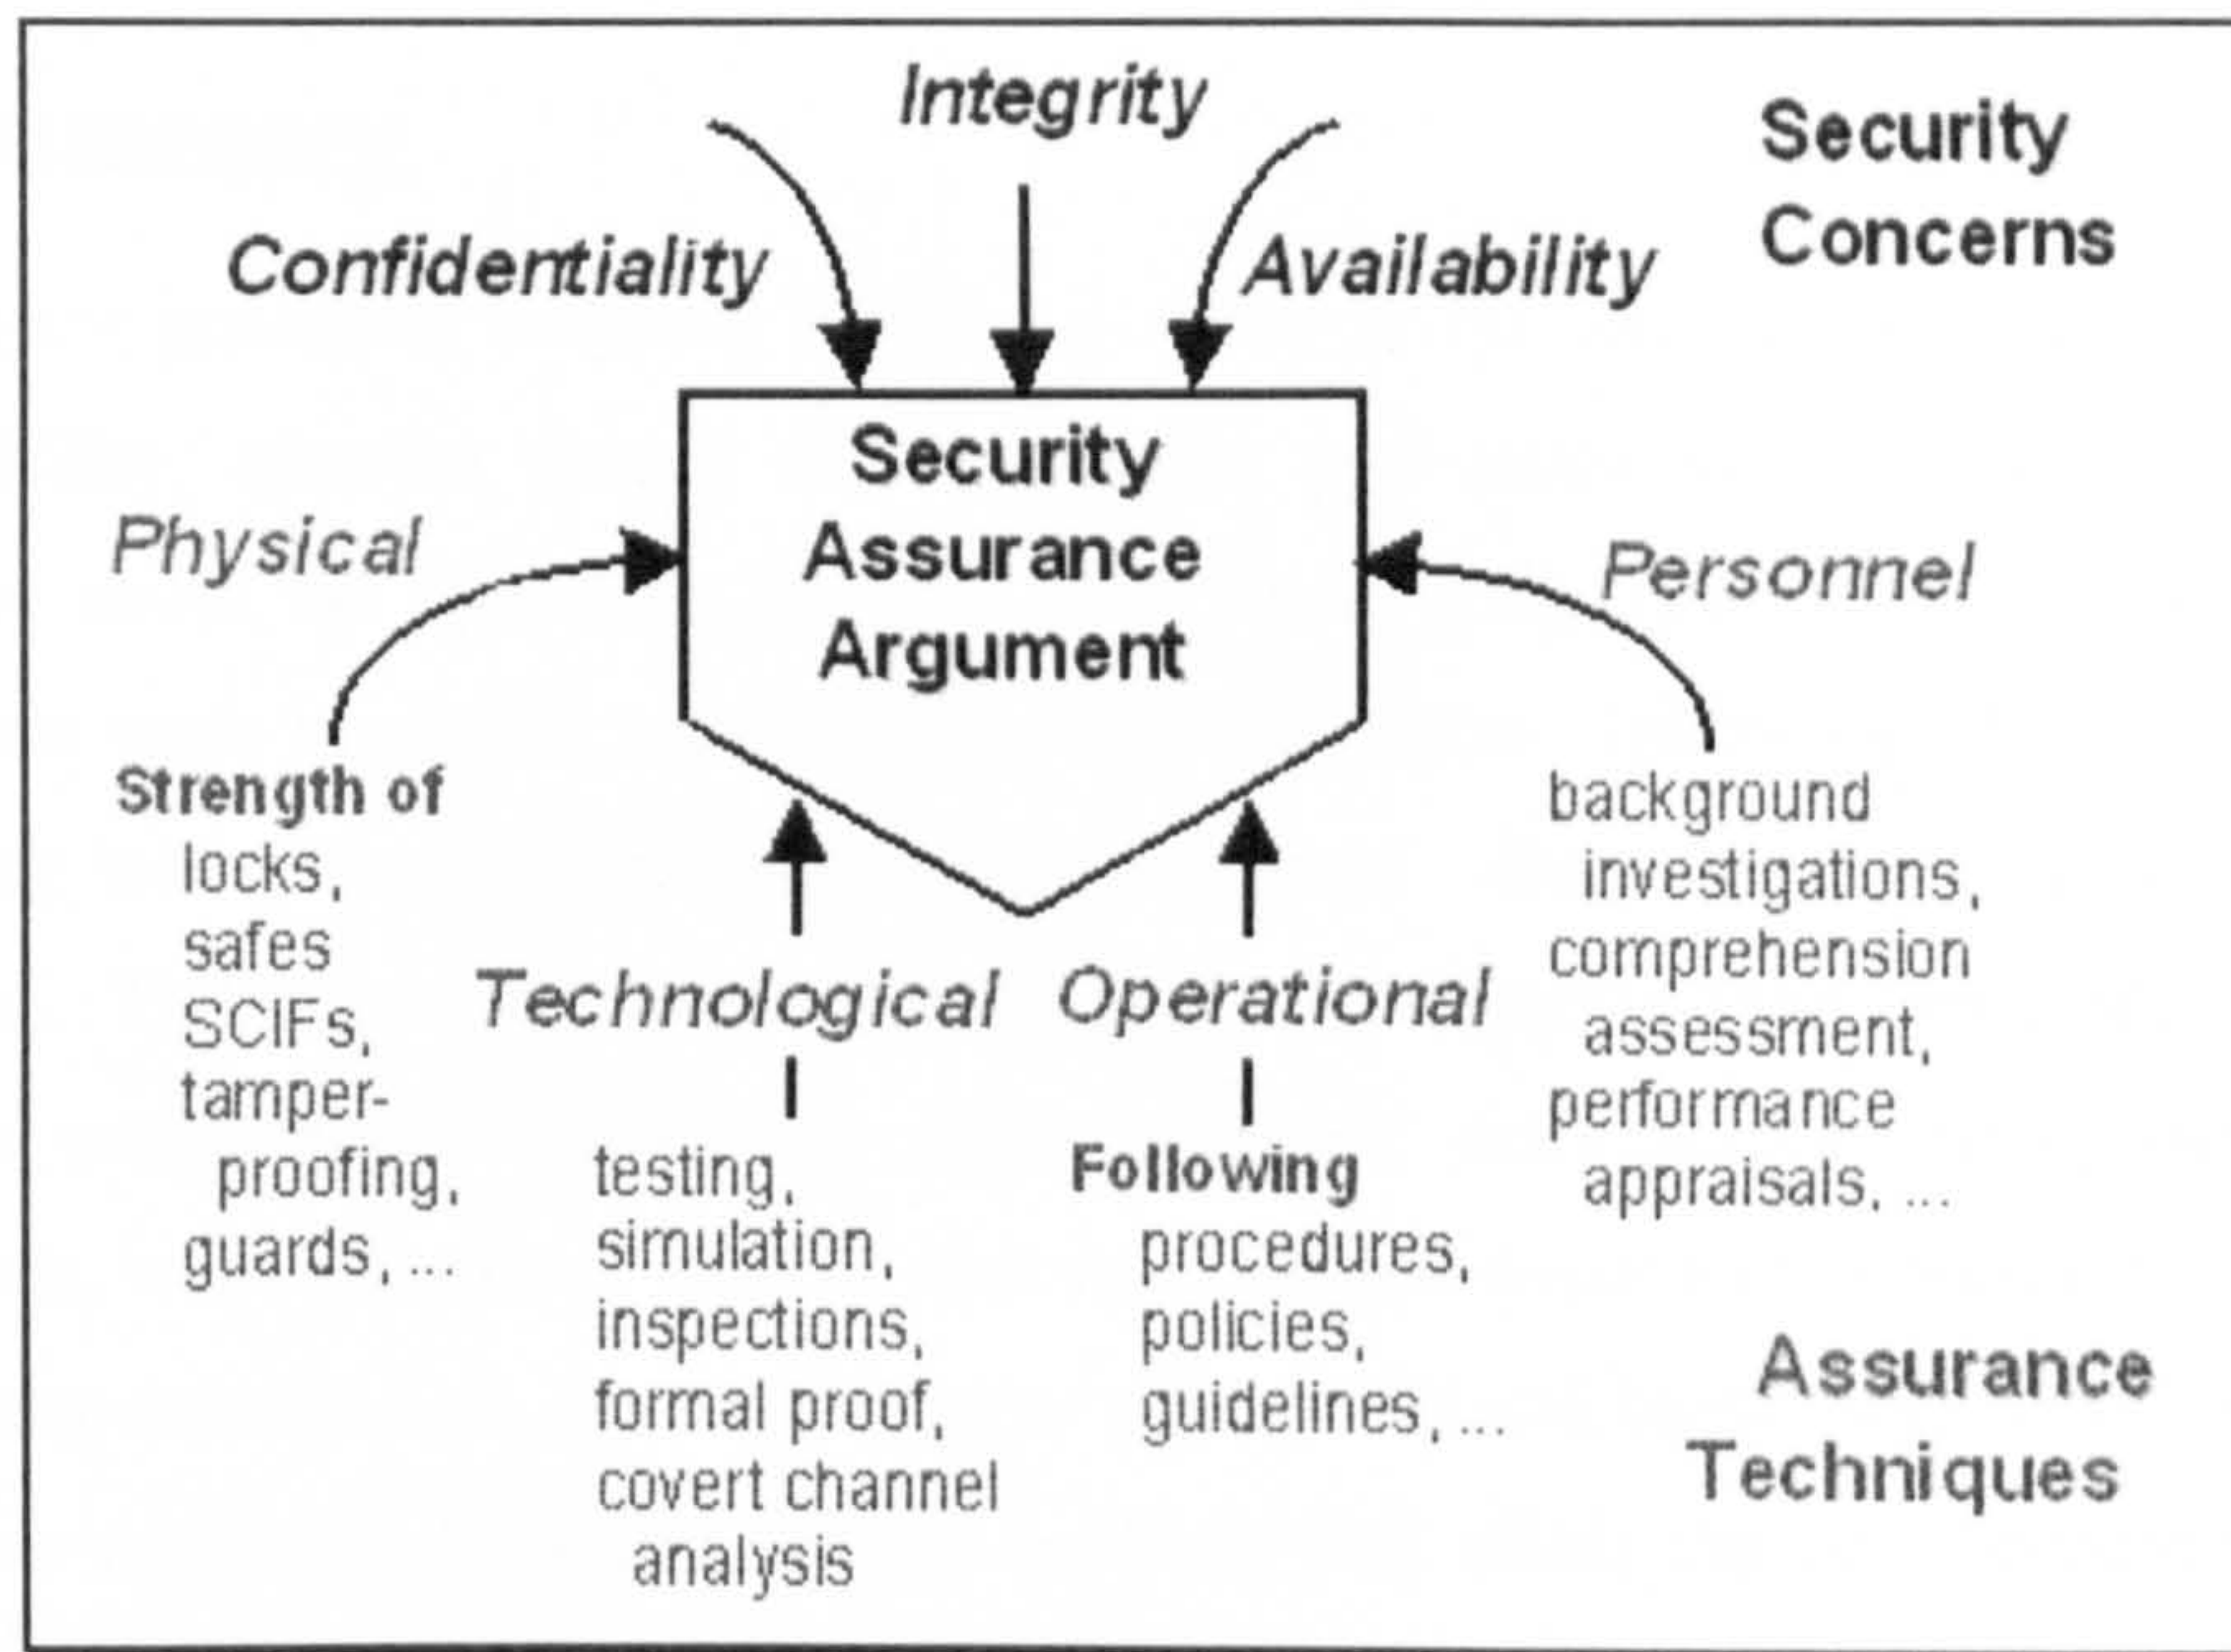 Integrity
Security
Concerns
Confidentiality
Availability
Security
Assurance
Argument
Physical
Personnel
Strength of
locks,
safes
SCIFs,
tamper-
proofing,
guards, ...
Technological
testing,
simulation,
inspections,
formal proof,
covert channel
analysis
Operational
Following
procedures,
policies,
guidelines, ...
background
investigations,
comprehension
assessment,
performance
appraisals, ...
Assurance
Techniques